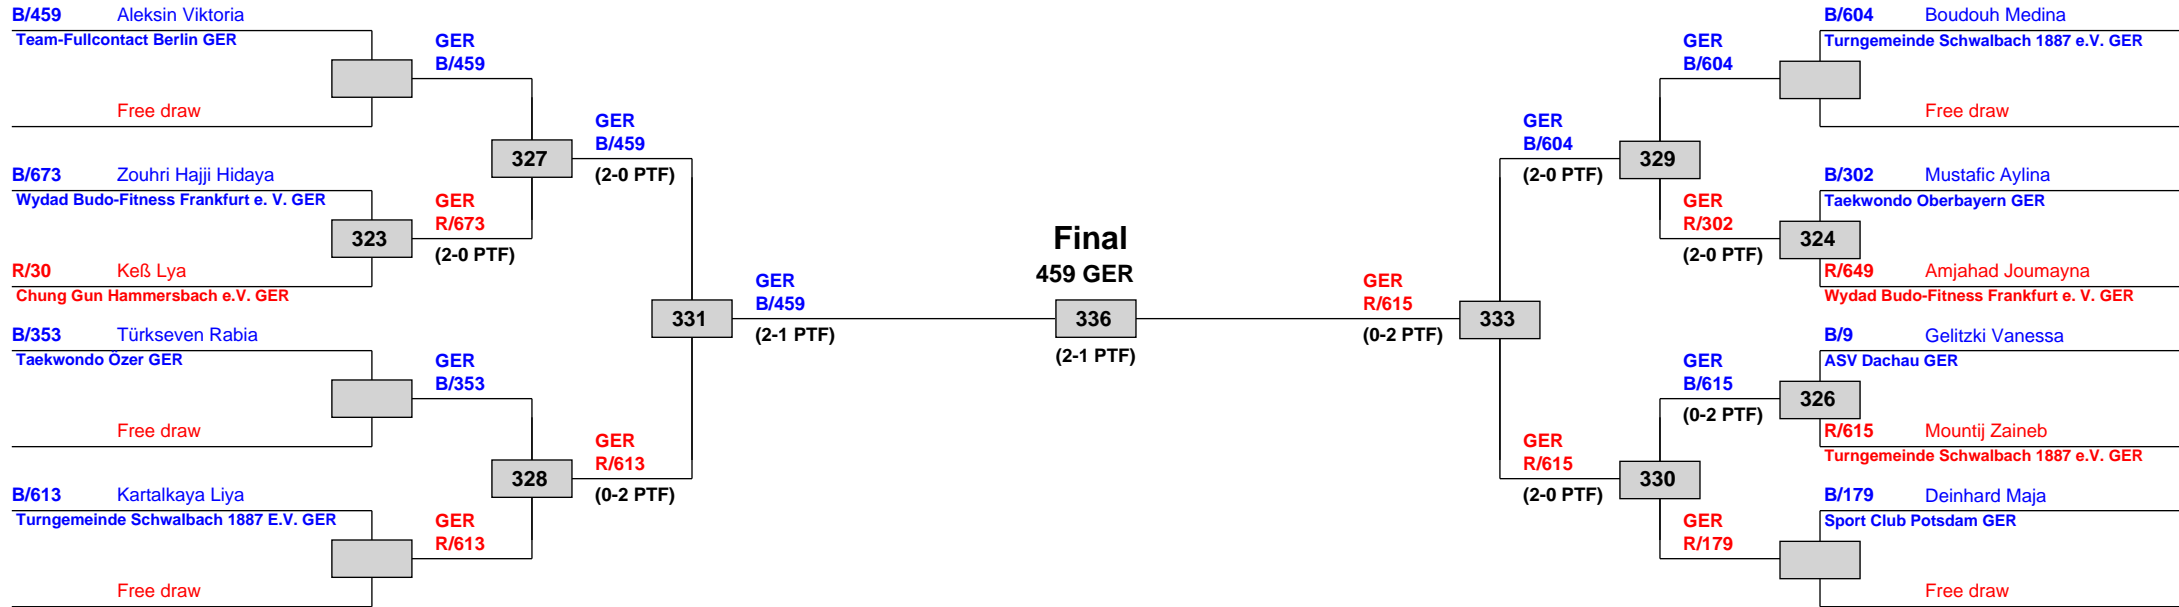 B/459 Aleksin Viktoria
Team-Fullcontact Berlin GER
Free draw
GER
B/459
B/673 Zouhri Hajji Hidaya
Wydad Budo-Fitness Frankfurt e. V. GER
323
R/30 Keß Lya
Chung Gun Hammersbach e.V. GER
GER
R/673
(2-0 PTF)
327
GER
B/459
(2-0 PTF)
B/353 Türkseven Rabia
Taekwondo Özer GER
Free draw
GER
B/353
B/613 Kartalkaya Liya
Turngemeinde Schwalbach 1887 E.V. GER
Free draw
GER
R/613
328
GER
R/613
(0-2 PTF)
331
GER
B/459
(2-1 PTF)
Final
459 GER
336
(2-1 PTF)
GER
R/615
(0-2 PTF)
333
GER
B/604
(2-0 PTF)
329
GER
B/604
B/604 Boudouh Medina
Turngemeinde Schwalbach 1887 e.V. GER
Free draw
GER
R/302
(2-0 PTF)
324
B/302 Mustafic Aylina
Taekwondo Oberbayern GER
R/649 Amjahad Joumayna
Wydad Budo-Fitness Frankfurt e. V. GER
GER
R/615
(2-0 PTF)
330
GER
B/615
(0-2 PTF)
326
B/9 Gelitzki Vanessa
ASV Dachau GER
R/615 Mountij Zaineb
Turngemeinde Schwalbach 1887 e.V. GER
GER
R/179
B/179 Deinhard Maja
Sport Club Potsdam GER
Free draw